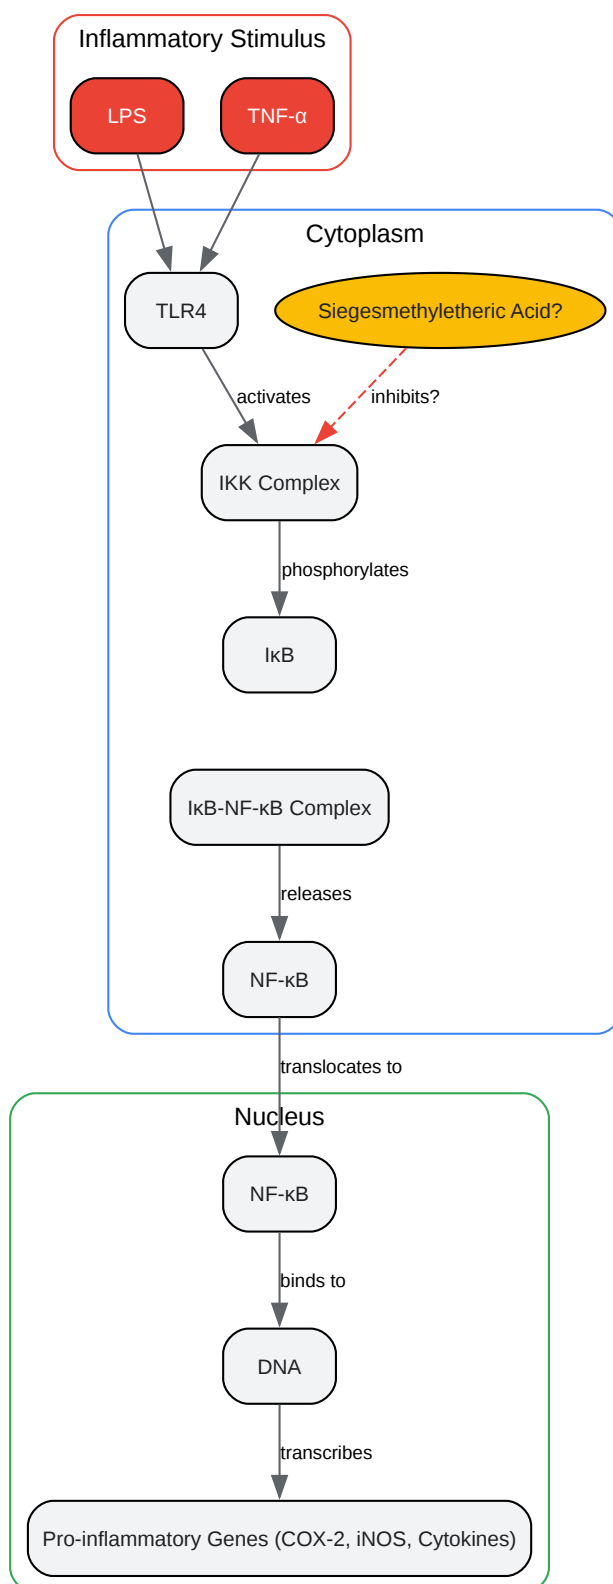 Inflammatory Stimulus
LPS
TNF-α
Cytoplasm
TLR4
Siegesmethyletheric Acid?
activates
inhibits?
IKK Complex
phosphorylates
IκB
IκB-NF-κB Complex
releases
NF-κB
translocates to
Nucleus
NF-κB
binds to
DNA
transcribes
Pro-inflammatory Genes (COX-2, iNOS, Cytokines)